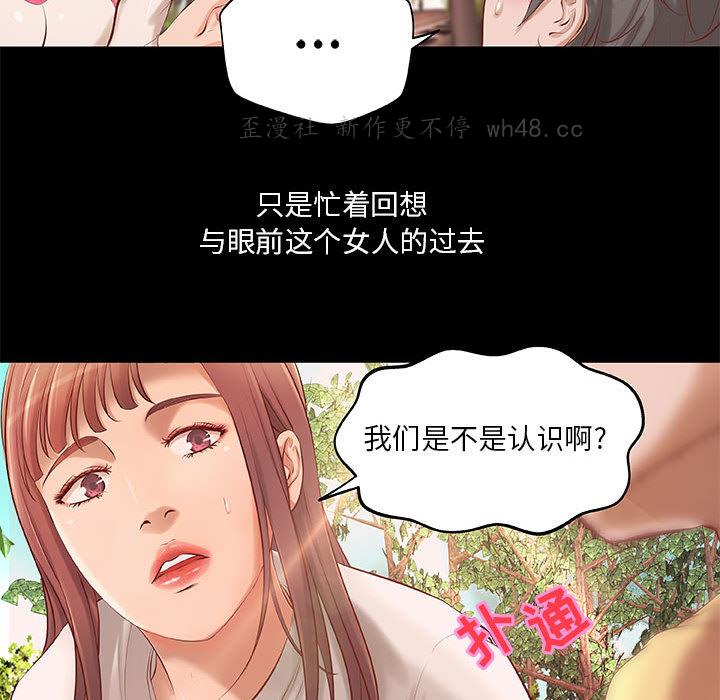 ...
歪漫社 新作更不停 wh48.cc
只是忙着回想
与眼前这个女人的过去
我们是不是认识啊?
扑通